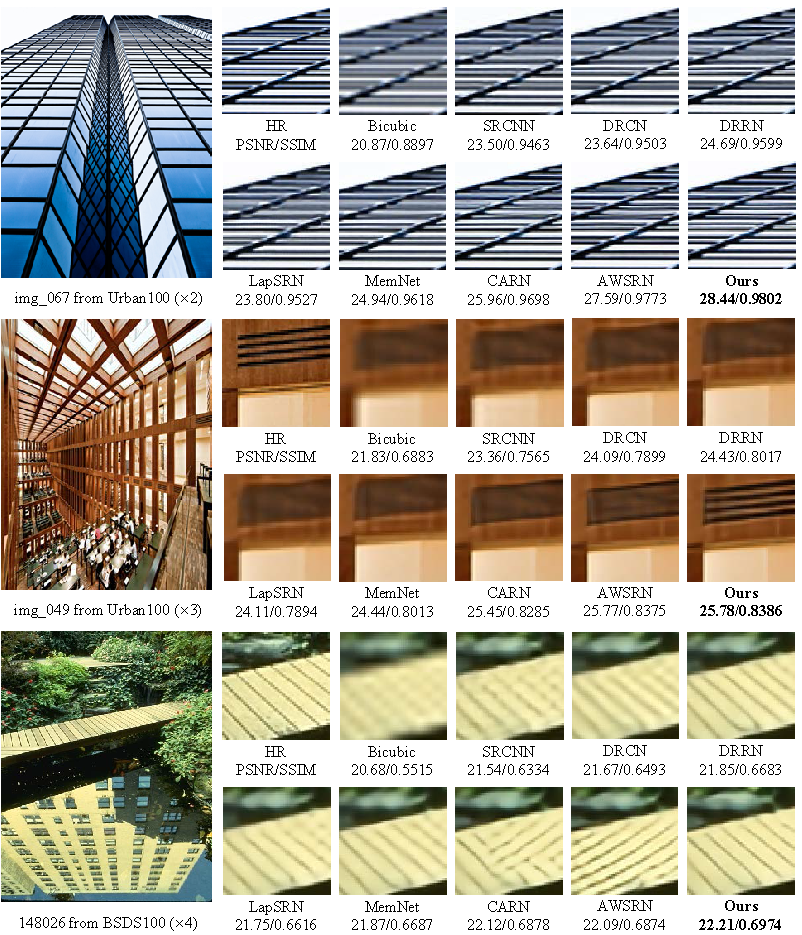 HR Bicubic SRCNN DRCN DRRN
PSNR/SSIM 20.87/0.8897 23.50/0.9463 23.64/0.9503 24.69/0.9599
LapSRN MemNet CARN AWSRN Ours
23.80/0.9527 24.94/0.9618 25.96/0.9698 27.59/0.9773 28.44/0.9802
img_067 from Urban100 (×2)
HR Bicubic SRCNN DRCN DRRN
PSNR/SSIM 21.83/0.6883 23.36/0.7565 24.09/0.7899 24.43/0.8017
LapSRN MemNet CARN AWSRN Ours
24.11/0.7894 24.44/0.8013 25.45/0.8285 25.77/0.8375 25.78/0.8386
img_049 from Urban100 (×3)
HR Bicubic SRCNN DRCN DRRN
PSNR/SSIM 20.68/0.5515 21.54/0.6334 21.67/0.6493 21.85/0.6683
LapSRN MemNet CARN AWSRN Ours
21.75/0.6616 21.87/0.6687 22.12/0.6878 22.09/0.6874 22.21/0.6974
148026 from BSDS100 (×4)